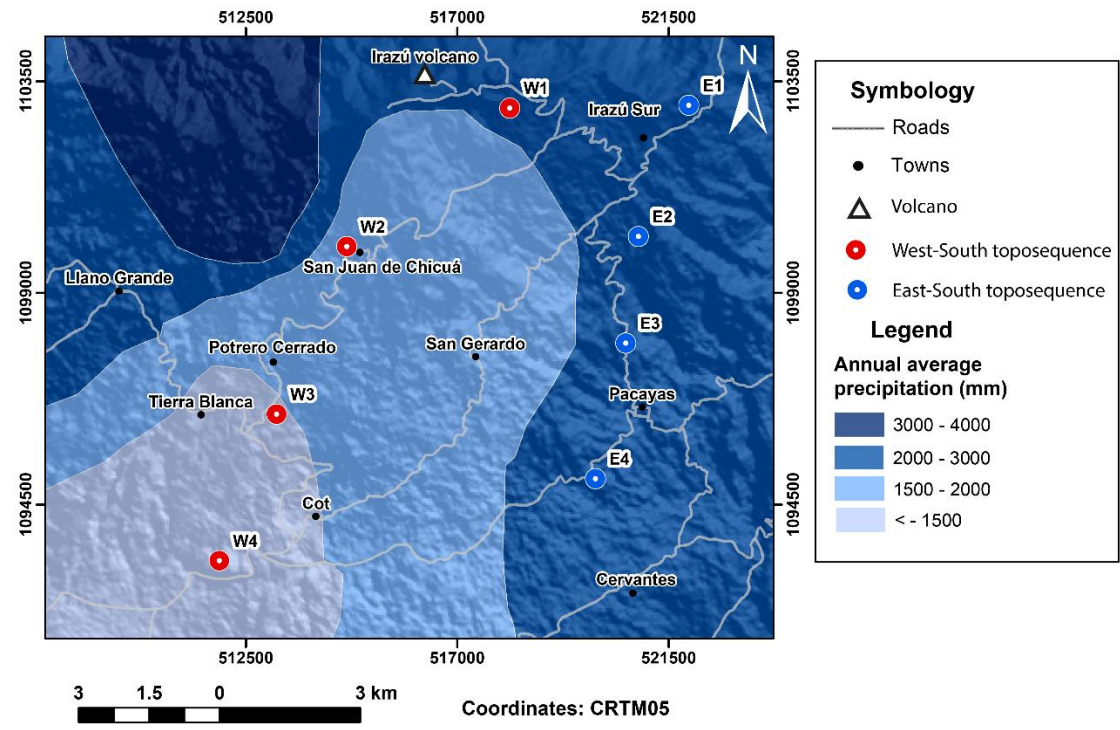 512500 517000 521500
1103500
1099000
1094500
Irazú volcano
W1
E1
N
Irazú Sur
W2
E2
San Juan de Chicuá
Llano Grande
E3
Potrero Cerrado
San Gerardo
Tierra Blanca
W3
Pacayas
E4
Cot
W4
Cervantes
1103500
1099000
1094500
512500 517000 521500
3 1.5 0 3 km
Coordinates: CRTM05
Symbology
Roads
Towns
Volcano
West-South toposequence
East-South toposequence
Legend
Annual average
precipitation (mm)
3000 - 4000
2000 - 3000
1500 - 2000
< - 1500